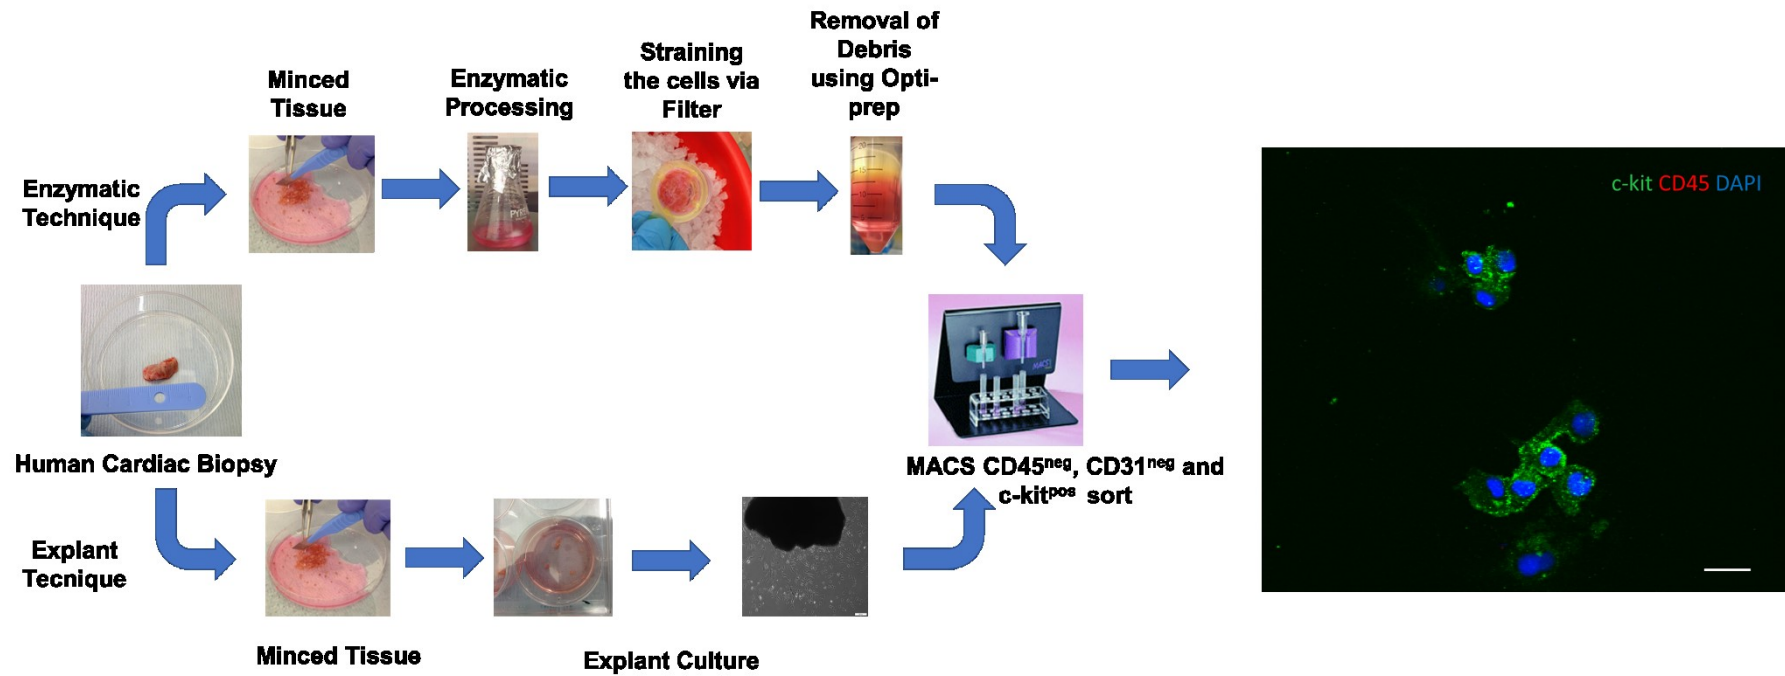 Enzymatic
Technique
Minced
Tissue
Enzymatic
Processing
Straining
the cells via
Filter
Removal of
Debris
using Opti-
prep
Human Cardiac Biopsy
MACS CD45neg, CD31neg and
c-kitpos sort
Explant
Tecnique
Minced Tissue
Explant Culture
c-kit CD45 DAPI